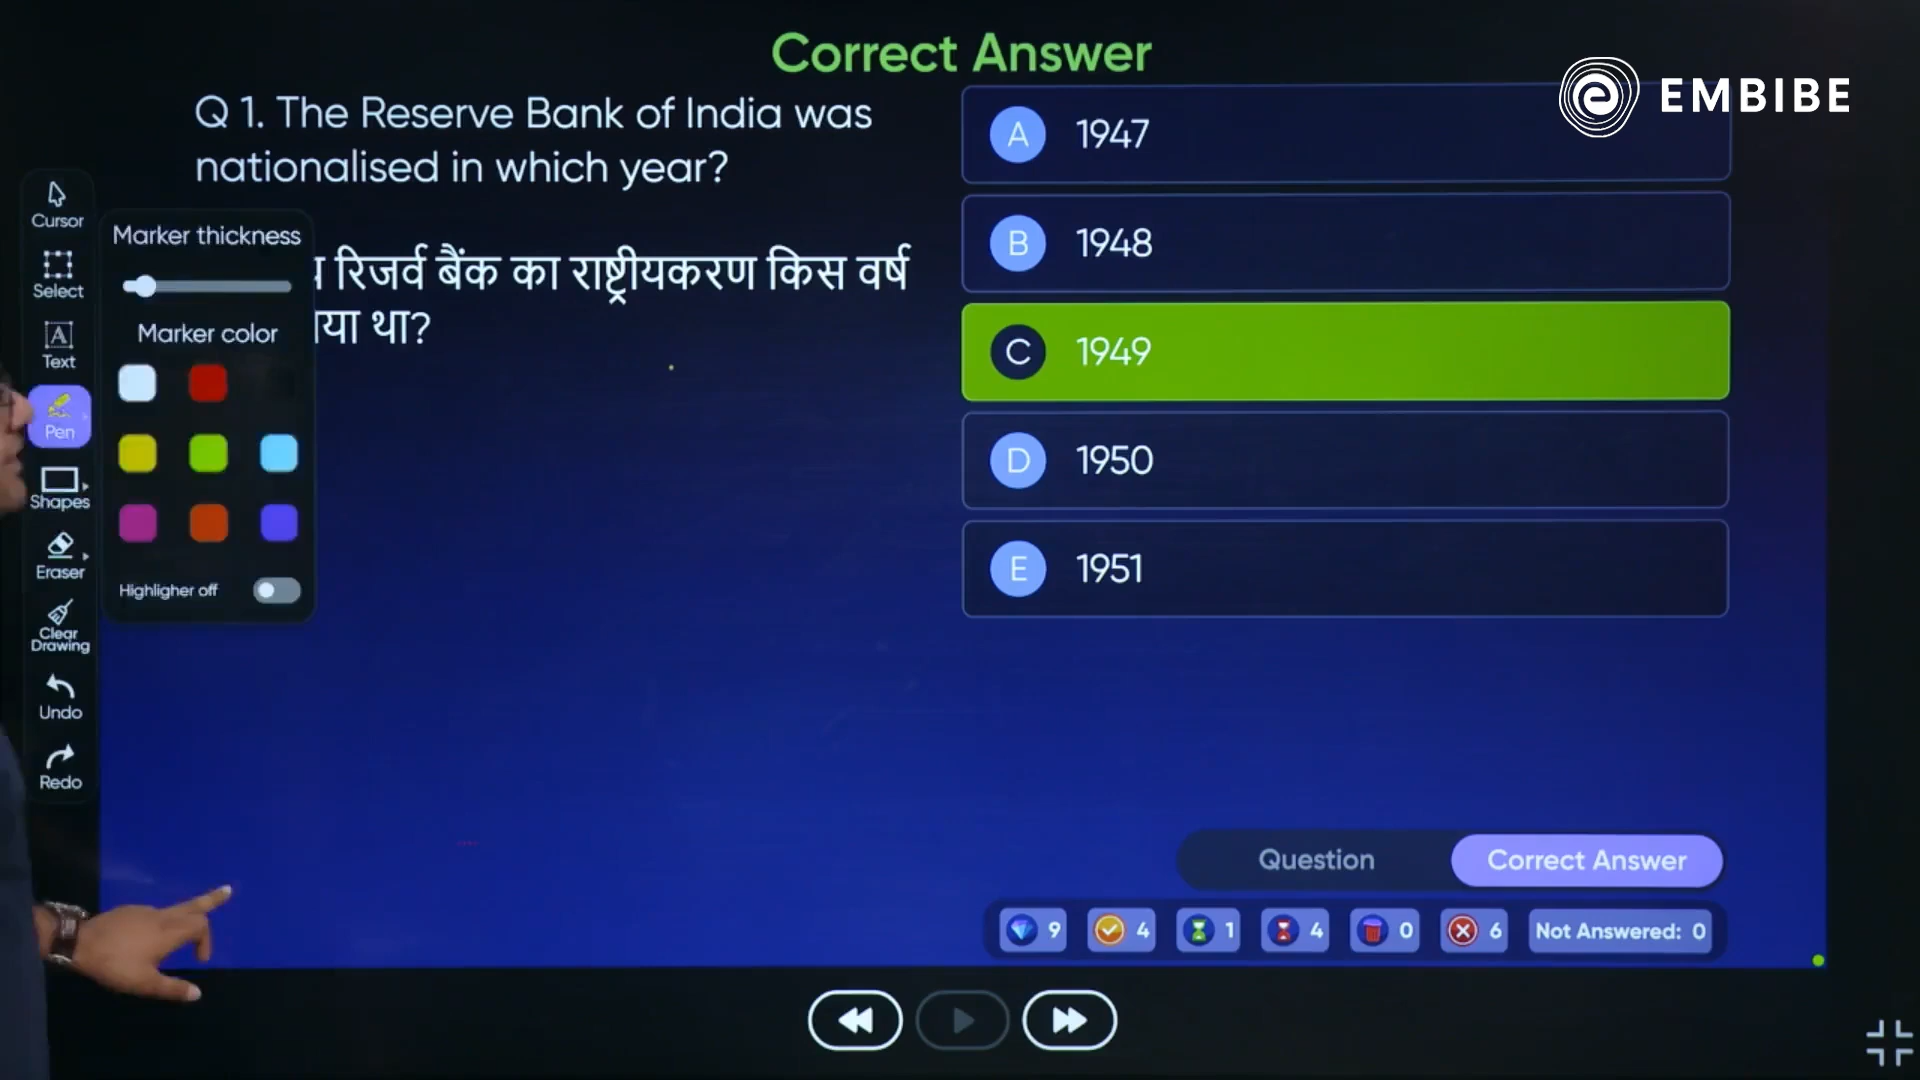 Correct Answer
EMBIBE
Q 1. The Reserve Bank of India was
nationalised in which year?
रिजर्व बैंक का राष्ट्रीयकरण किस वर्ष
था?
A 1947
B 1948
C 1949
D 1950
E 1951
Cursor
Select
Text
Pen
Shapes
Eraser
Clear
Drawing
Undo
Redo
Marker thickness
Marker color
Highligher off
Question
Correct Answer
9
4
1
4
0
6
Not Answered: 0